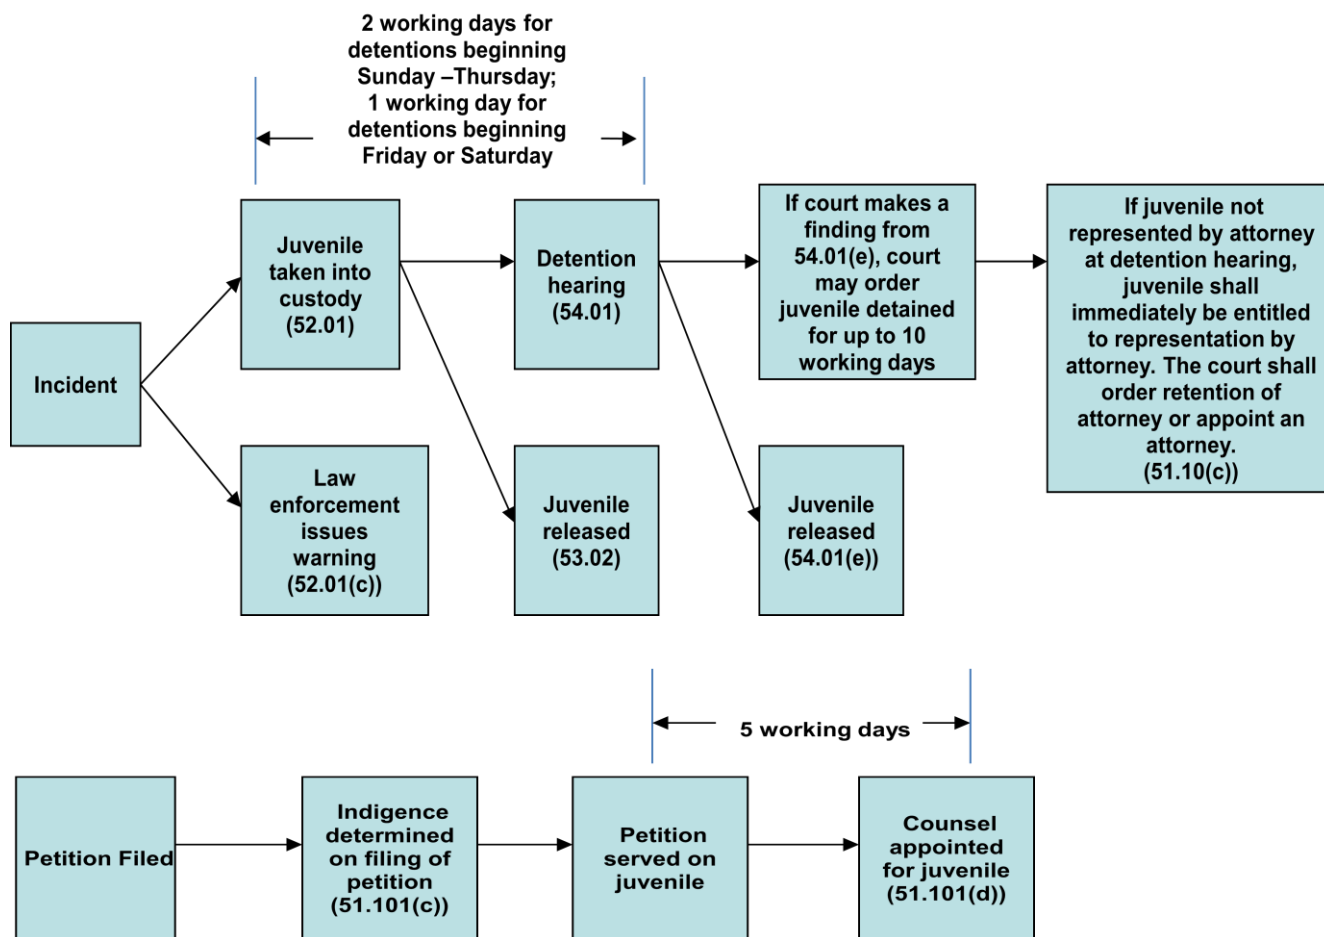 2 working days for
detentions beginning
Sunday –Thursday;
1 working day for
detentions beginning
Friday or Saturday
Incident
Juvenile
taken into
custody
(52.01)
Detention
hearing
(54.01)
If court makes a
finding from
54.01(e), court
may order
juvenile detained
for up to 10
working days
If juvenile not
represented by attorney
at detention hearing,
juvenile shall
immediately be entitled
to representation by
attorney. The court shall
order retention of
attorney or appoint an
attorney.
(51.10(c))
Law
enforcement
issues
warning
(52.01(c))
Juvenile
released
(53.02)
Juvenile
released
(54.01(e))
5 working days
Petition Filed
Indigence
determined
on filing of
petition
(51.101(c))
Petition
served on
juvenile
Counsel
appointed
for juvenile
(51.101(d))